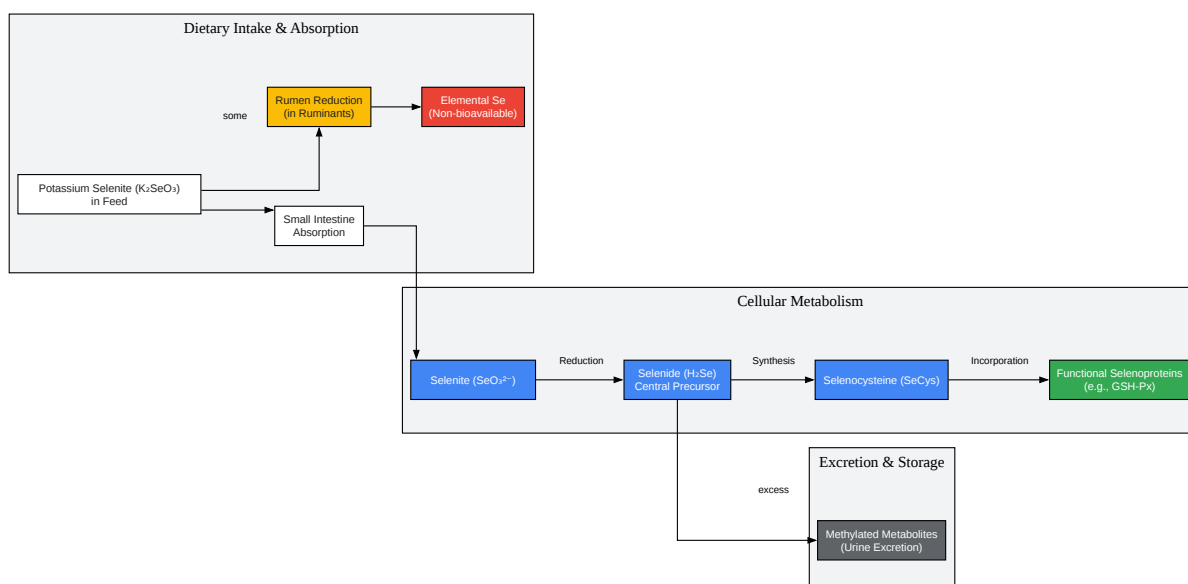 Dietary Intake & Absorption
Rumen Reduction
(in Ruminants)
Elemental Se
(Non-bioavailable)
some
Potassium Selenite (K₂SeO₃)
in Feed
Small Intestine
Absorption
Cellular Metabolism
Selenite (SeO₃²⁻)
Reduction
Selenide (H₂Se)
Central Precursor
Synthesis
Selenocysteine (SeCys)
Incorporation
Functional Selenoproteins
(e.g., GSH-Px)
Excretion & Storage
excess
Methylated Metabolites
(Urine Excretion)